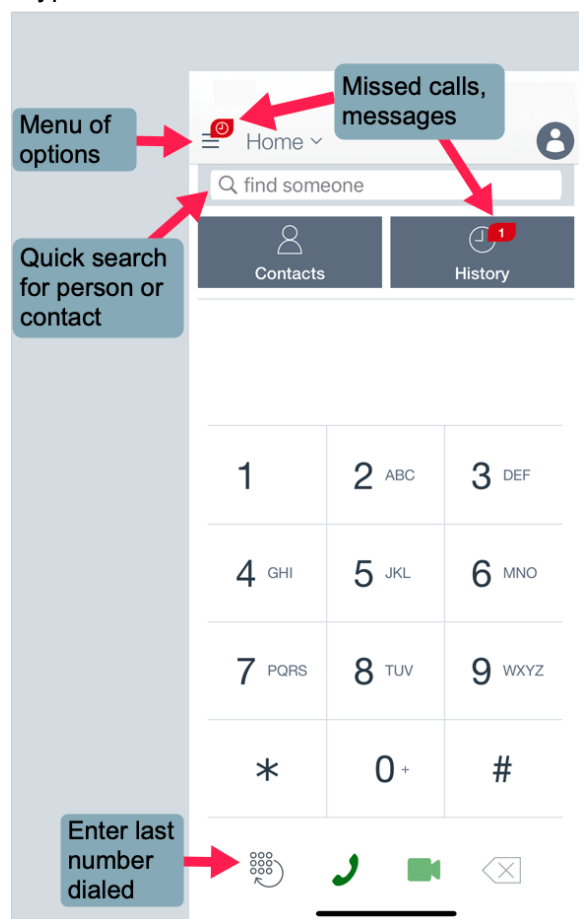 Missed calls,
messages
Menu of
options
Home
find someone
Quick search
for person or
contact
Contacts
1
History
1
2 ABC
3 DEF
4 GHI
5 JKL
6 MNO
7 PQRS
8 TUV
9 WXYZ
*
0 +
#
Enter last
number
dialed